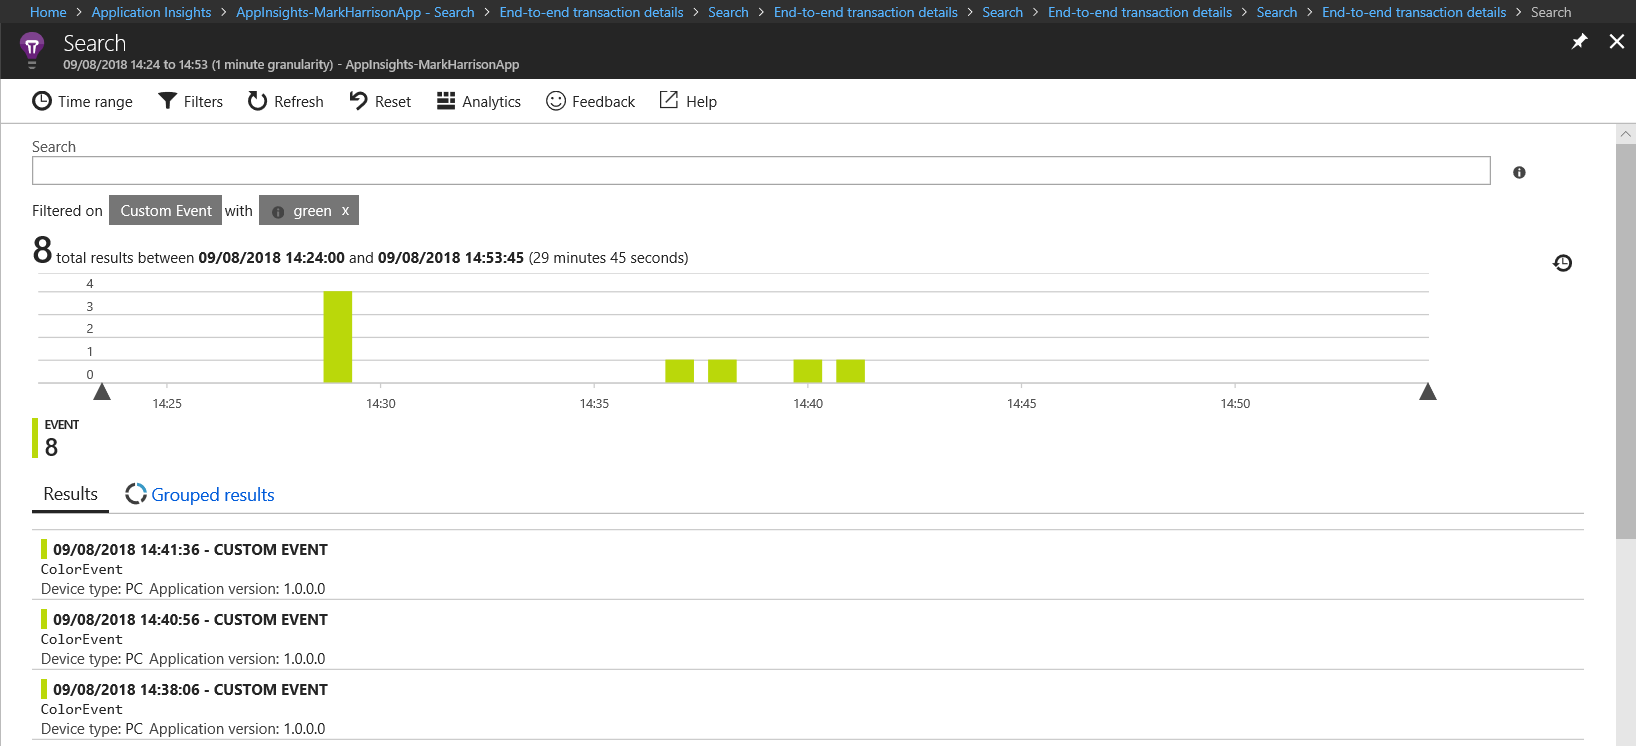 Home > Application Insights > AppInsights-MarkHarrisonApp - Search > End-to-end transaction details > Search > End-to-end transaction details > Search > End-to-end transaction details > Search > End-to-end transaction details > Search
Search
09/08/2018 14:24 to 14:53 (1 minute granularity) - AppInsights-MarkHarrisonApp
Time range Filters Refresh Reset Analytics Feedback Help
Search
Filtered on Custom Event with green x
8 total results between 09/08/2018 14:24:00 and 09/08/2018 14:53:45 (29 minutes 45 seconds)
4
3
2
1
0
14:25 14:30 14:35 14:40 14:45 14:50
EVENT
8
Results Grouped results
09/08/2018 14:41:36 - CUSTOM EVENT
ColorEvent
Device type: PC Application version: 1.0.0.0
09/08/2018 14:40:56 - CUSTOM EVENT
ColorEvent
Device type: PC Application version: 1.0.0.0
09/08/2018 14:38:06 - CUSTOM EVENT
ColorEvent
Device type: PC Application version: 1.0.0.0